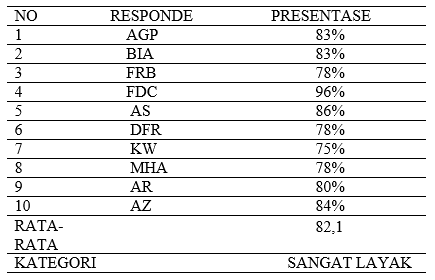 NO RESPONDE PRESENTASE
1 AGP 83%
2 BIA 83%
3 FRB 78%
4 FDC 96%
5 AS 86%
6 DFR 78%
7 KW 75%
8 MHA 78%
9 AR 80%
10 AZ 84%
RATA- 82,1
RATA
KATEGORI SANGAT LAYAK